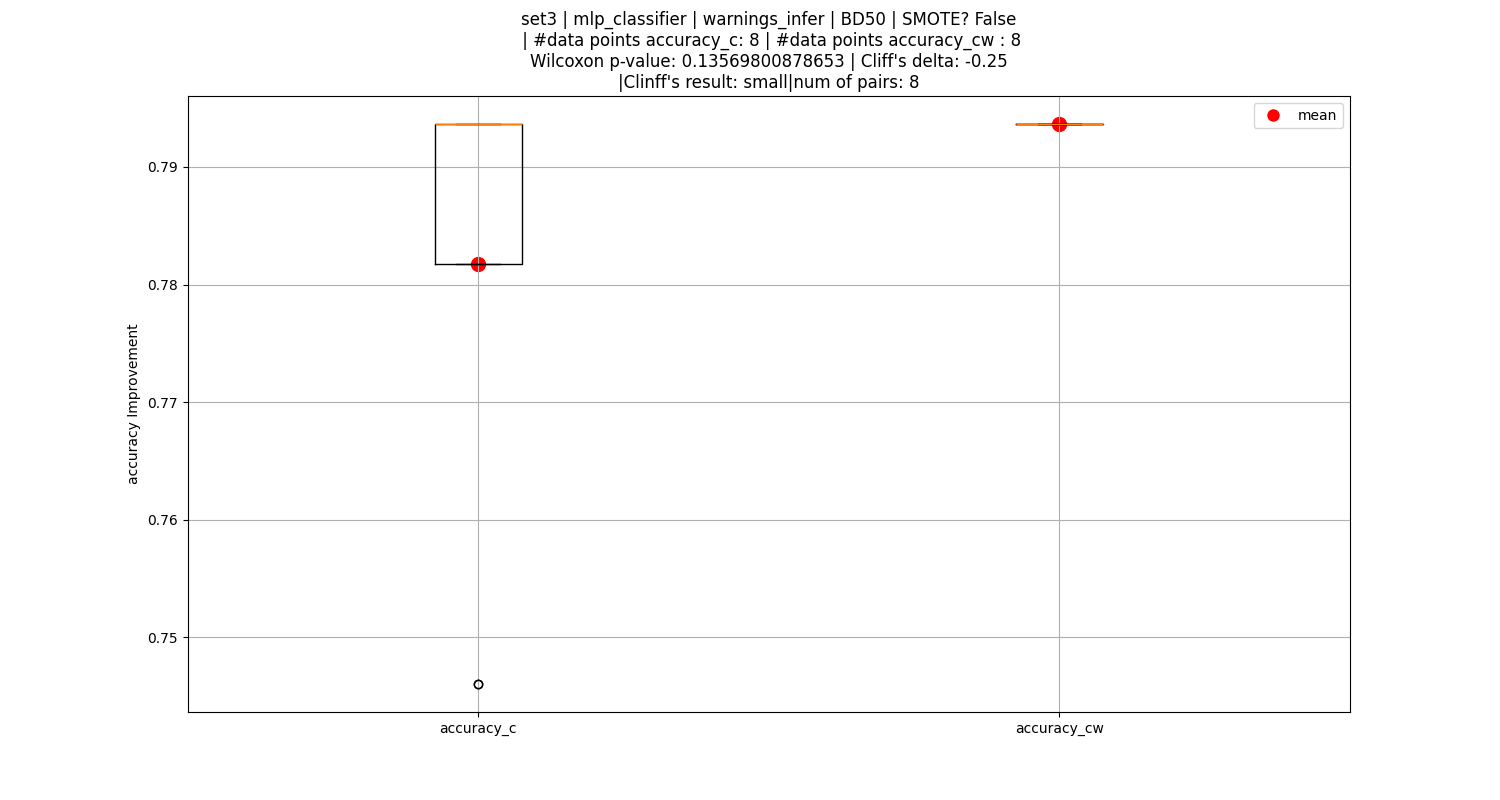 set3 | mlp_classifier | warnings_infer | BD50 | SMOTE? False
| #data points accuracy_c: 8 | #data points accuracy_cw : 8
Wilcoxon p-value: 0.13569800878653 | Cliff's delta: -0.25
|Clinff's result: small|num of pairs: 8
mean
0.79
0.78
0.77
0.76
0.75
accuracy Improvement
accuracy_c
accuracy_cw